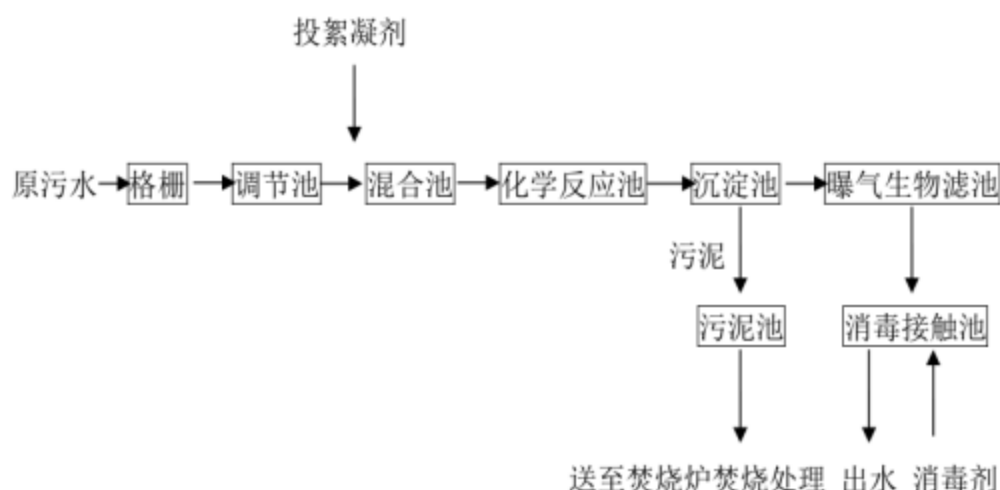 投絮凝剂
原污水 格栅 调节池 混合池 化学反应池 沉淀池 曝气生物滤池
污泥
污泥池 消毒接触池
送至焚烧炉焚烧处理 出水 消毒剂